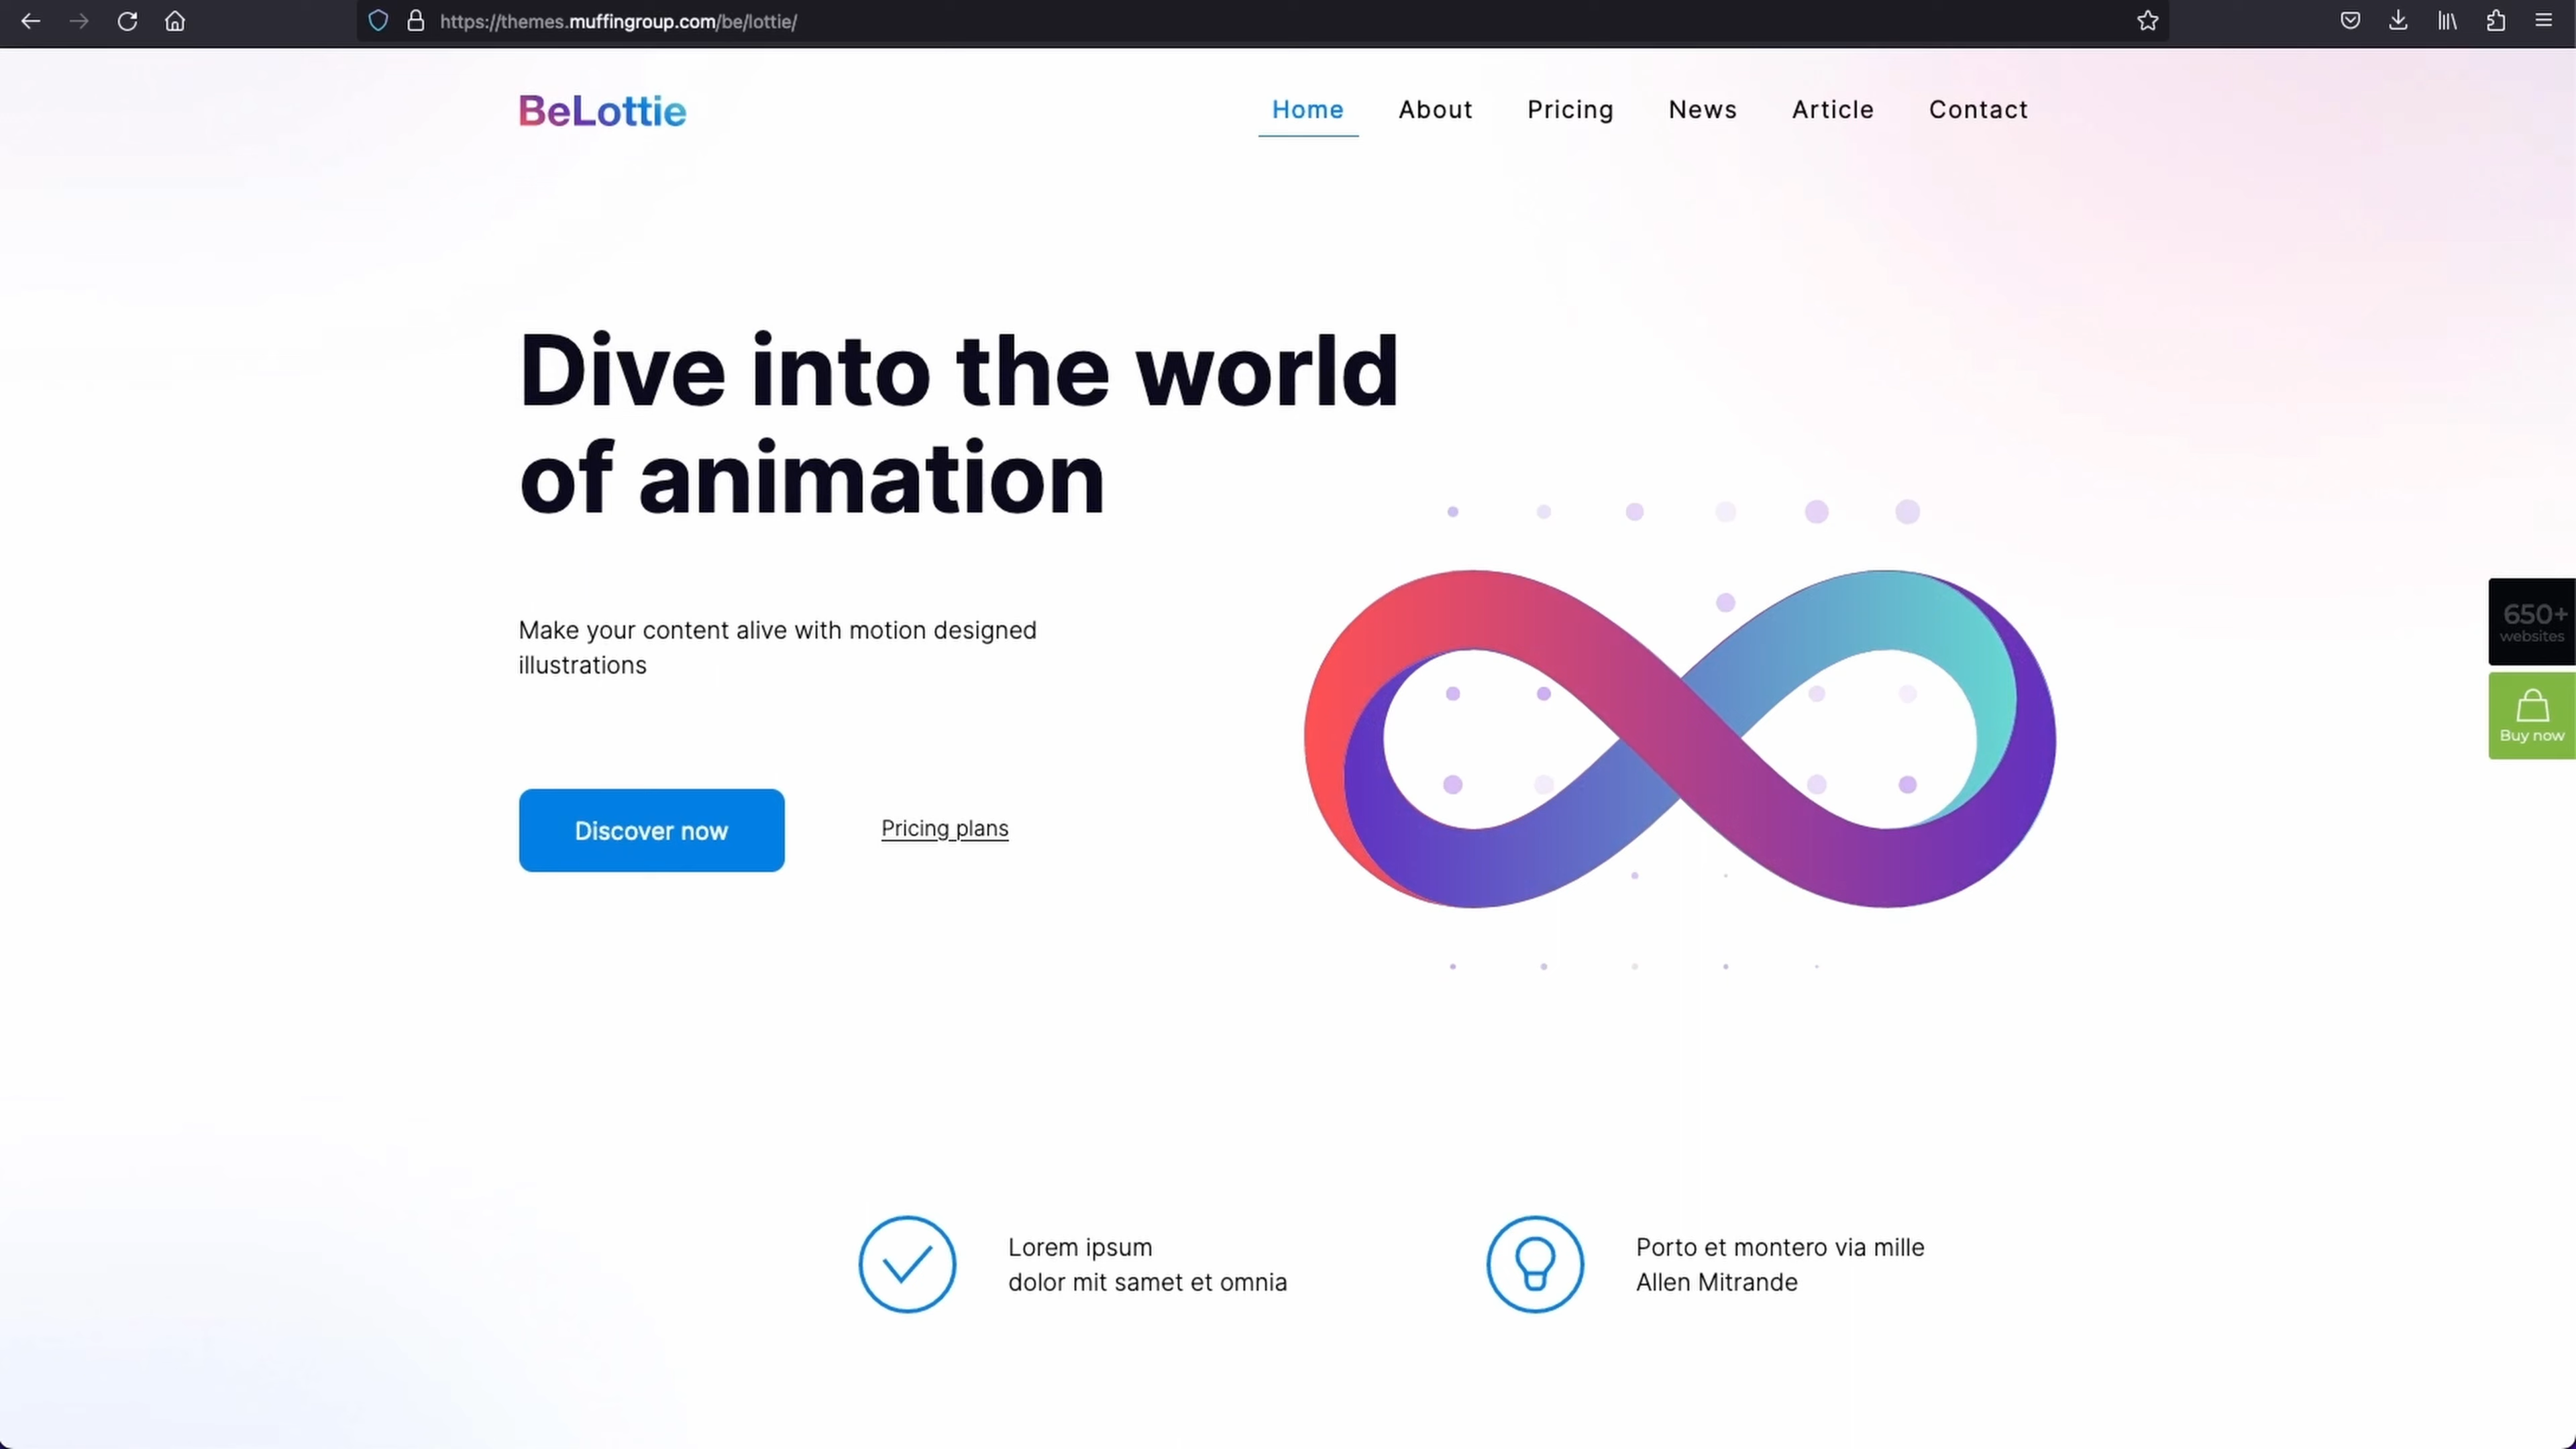 https://themes.muffingroup.com/be/lottie/
BeLottie
Home About Pricing News Article Contact
Dive into the world
of animation
Make your content alive with motion designed
illustrations
Discover now
Pricing plans
650+
websites
Buy now
Lorem ipsum
dolor mit samet et omnia
Porto et montero via mille
Allen Mitrande